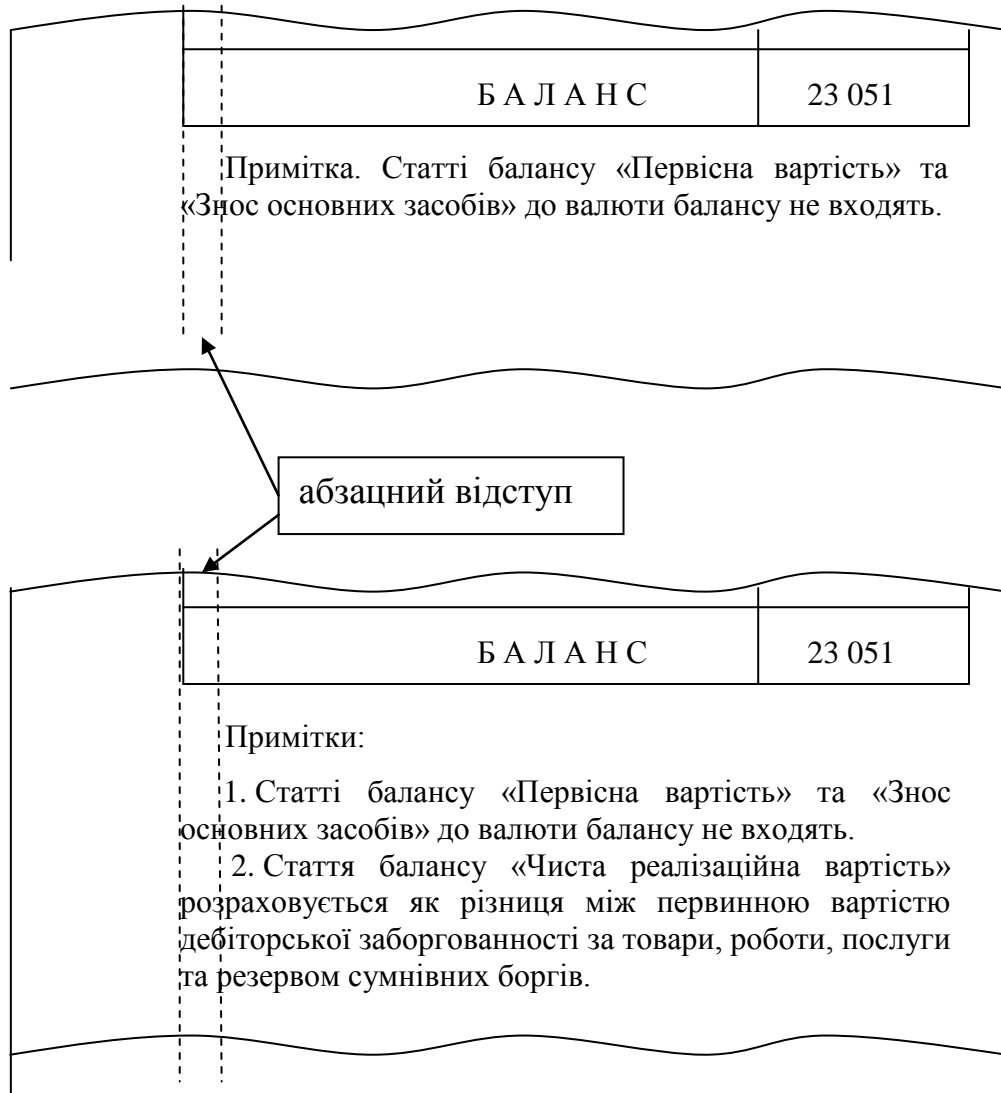 Б А Л А Н С 23 051
Примітка. Статті балансу «Первісна вартість» та
«Знос основних засобів» до валюти балансу не входять.
абзацний відступ
Б А Л А Н С 23 051
Примітки:
1. Статті балансу «Первісна вартість» та «Знос
основних засобів» до валюти балансу не входять.
2. Стаття балансу «Чиста реалізаційна вартість»
розраховується як різниця між первинною вартістю
дебіторської заборгованності за товари, роботи, послуги
та резервом сумнівних боргів.